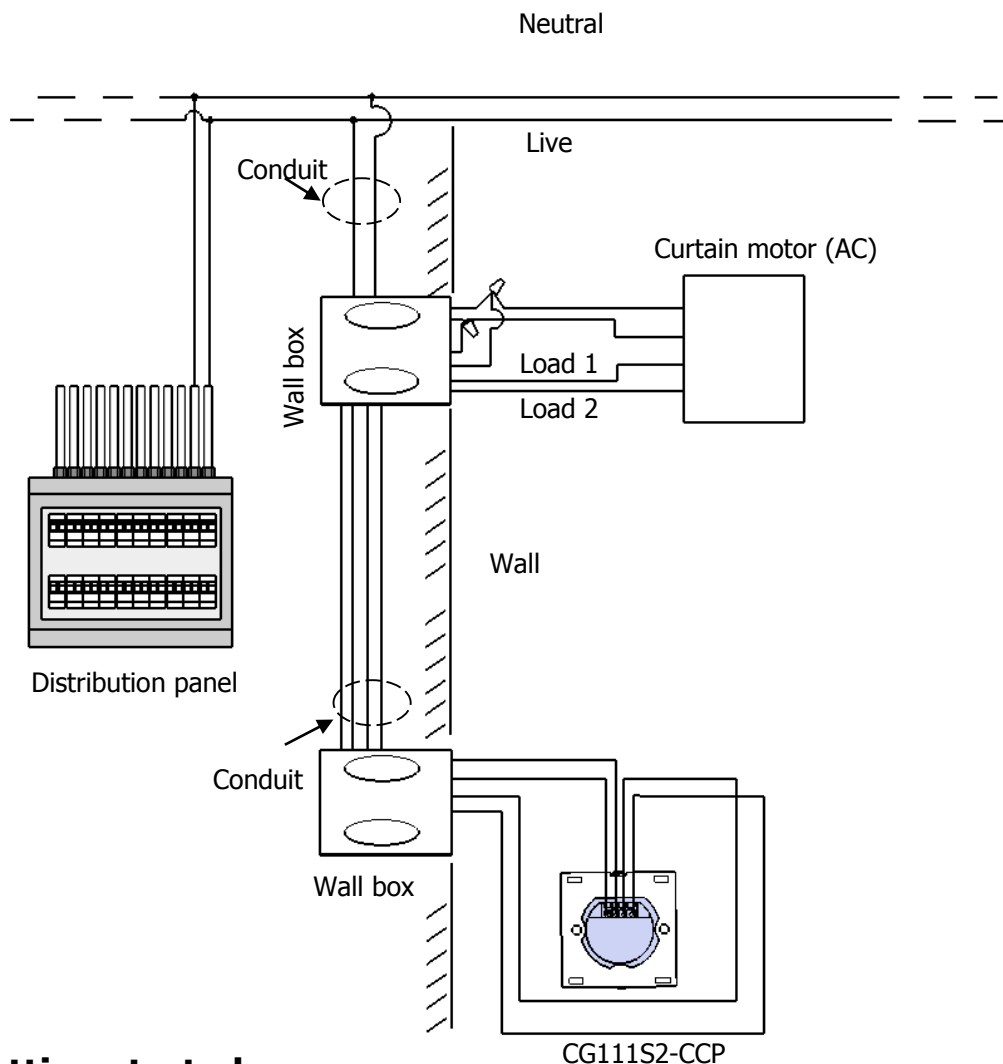 Neutral
Live
Conduit
Curtain motor (AC)
Wall box
Load 1
Load 2
Wall
Distribution panel
Conduit
Wall box
CG111S2-CCP